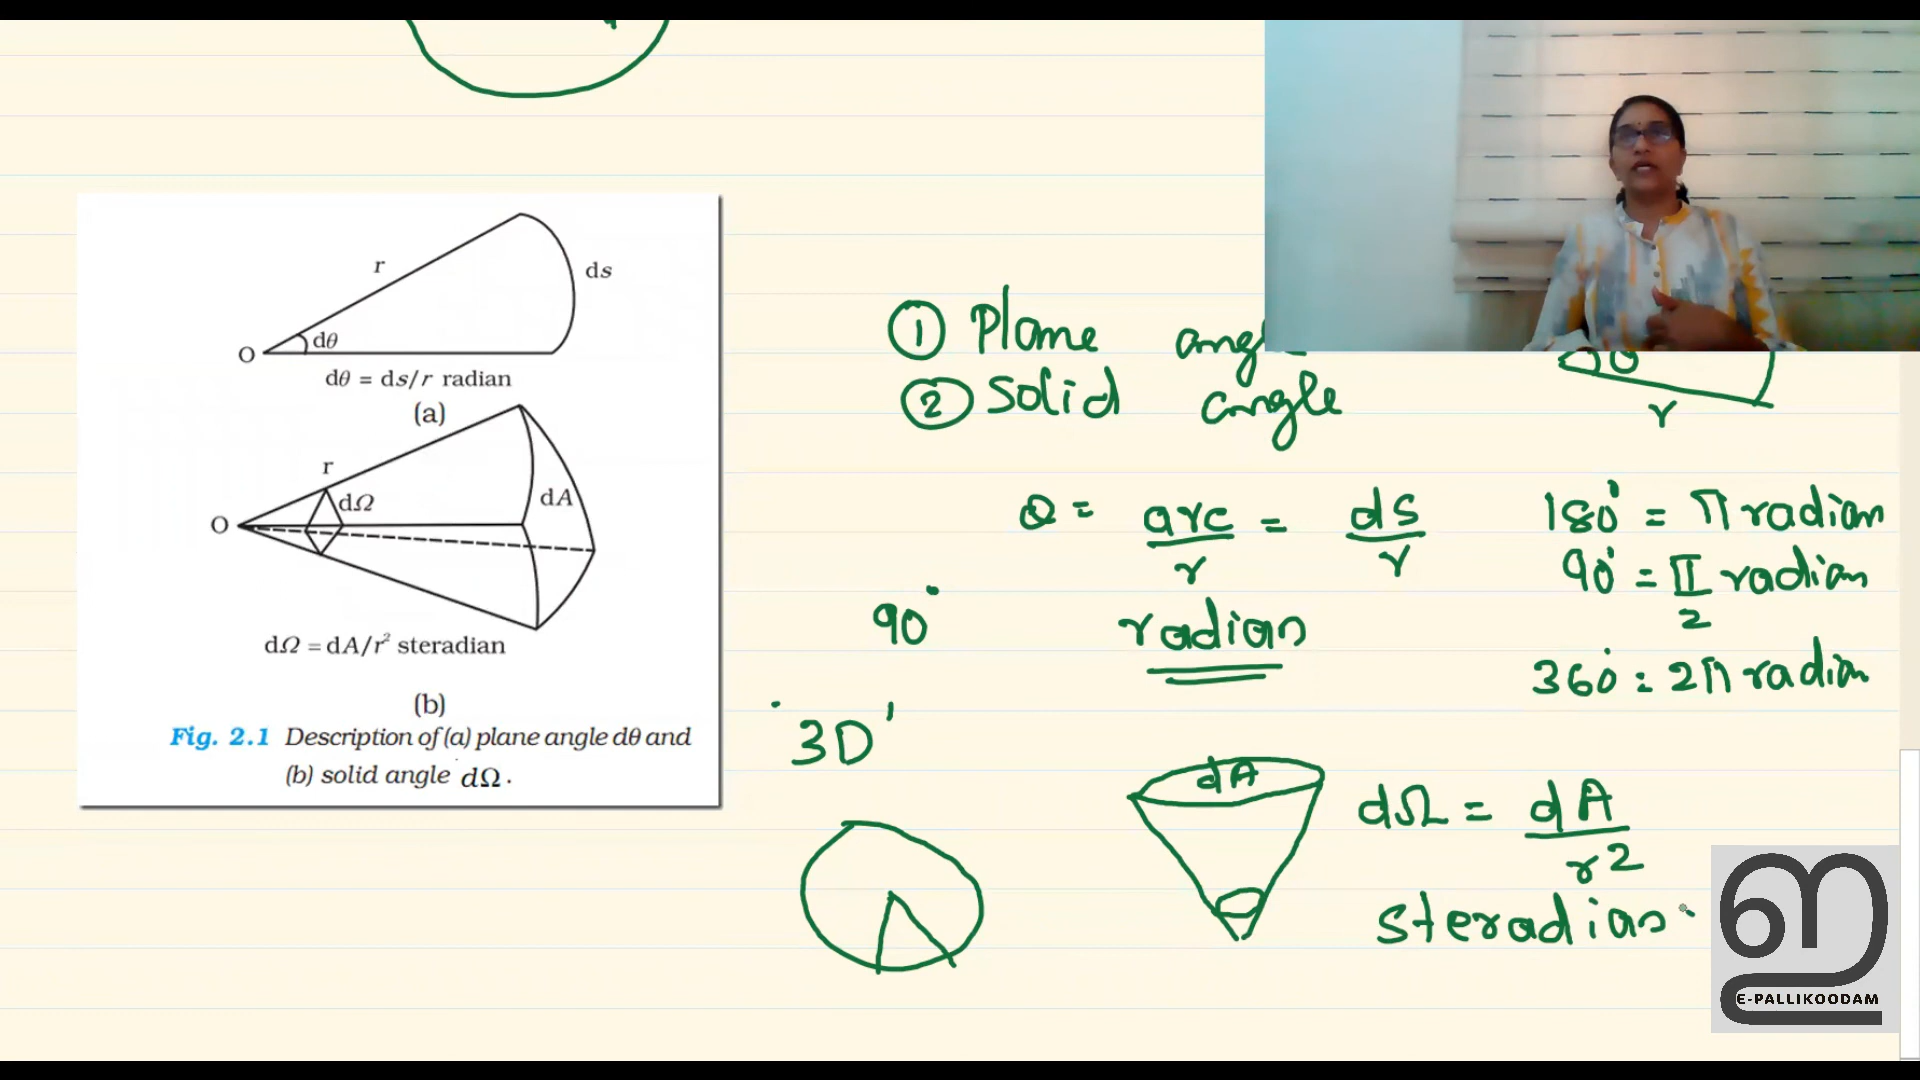 r
ds
dθ
O
dθ = ds/r radian
(a)
r
dΩ
dA
O
dΩ = dA/r² steradian
(b)
Fig. 2.1 Description of (a) plane angle dθ and
(b) solid angle dΩ.
① Plane
② Solid angle
θ
r
θ = arc/r = ds/r
radian
90°
180° = π radian
90° = π/2 radian
360° = 2π radian
'3D'
dA
dΩ = dA/r2
steradian
ഈ
E-PALLIKOODAM